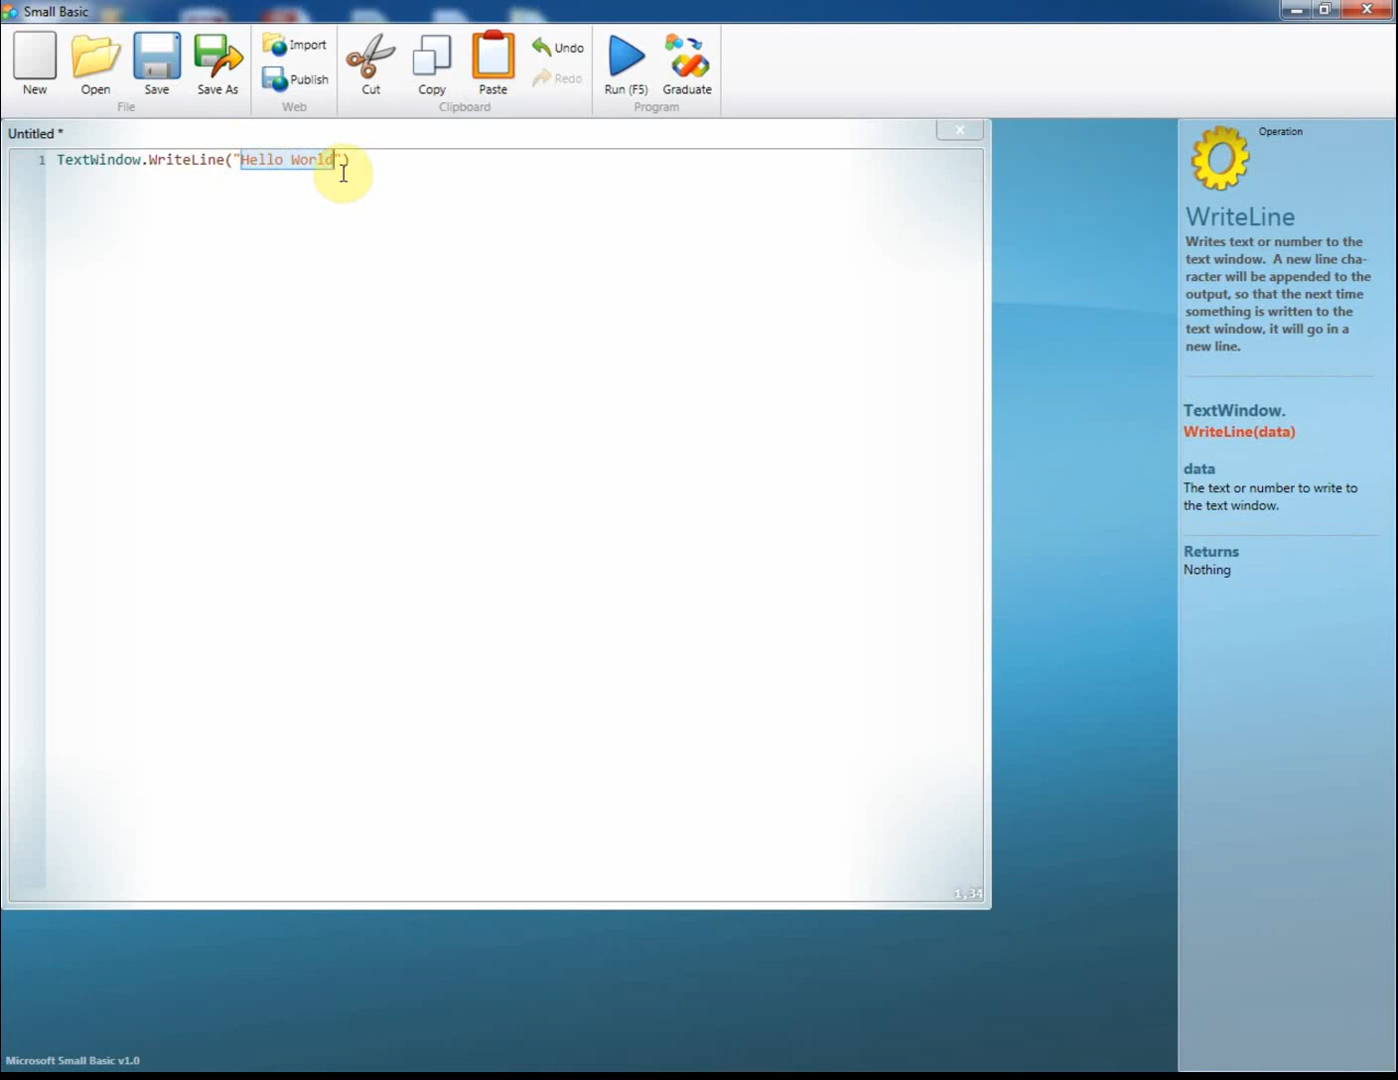 Small Basic
New
Open
Save
Save As
File
Import
Publish
Web
Cut
Copy
Paste
Undo
Redo
Clipboard
Run (F5)
Graduate
Program
Untitled *
1 TextWindow.WriteLine("Hello World")
1,34
Microsoft Small Basic v1.0
Operation
WriteLine
Writes text or number to the
text window. A new line cha-
racter will be appended to the
output, so that the next time
something is written to the
text window, it will go in a
new line.
TextWindow.
WriteLine(data)
data
The text or number to write to
the text window.
Returns
Nothing